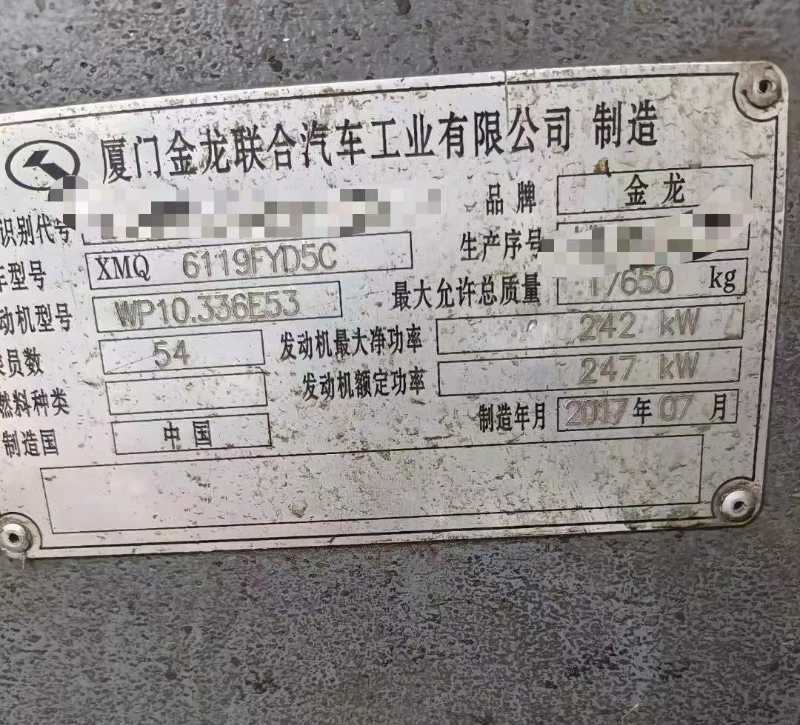 厦门金龙联合汽车工业有限公司 制造
识别代号 品牌 金龙
车型号 XMQ 6119FYD5C 生产序号
动机型号 WP10.336E53 最大允许总质量 17650 kg
员数 54 发动机最大净功率 242 kW
燃料种类 发动机额定功率 247 kW
制造国 中国 制造年月 2017年07月